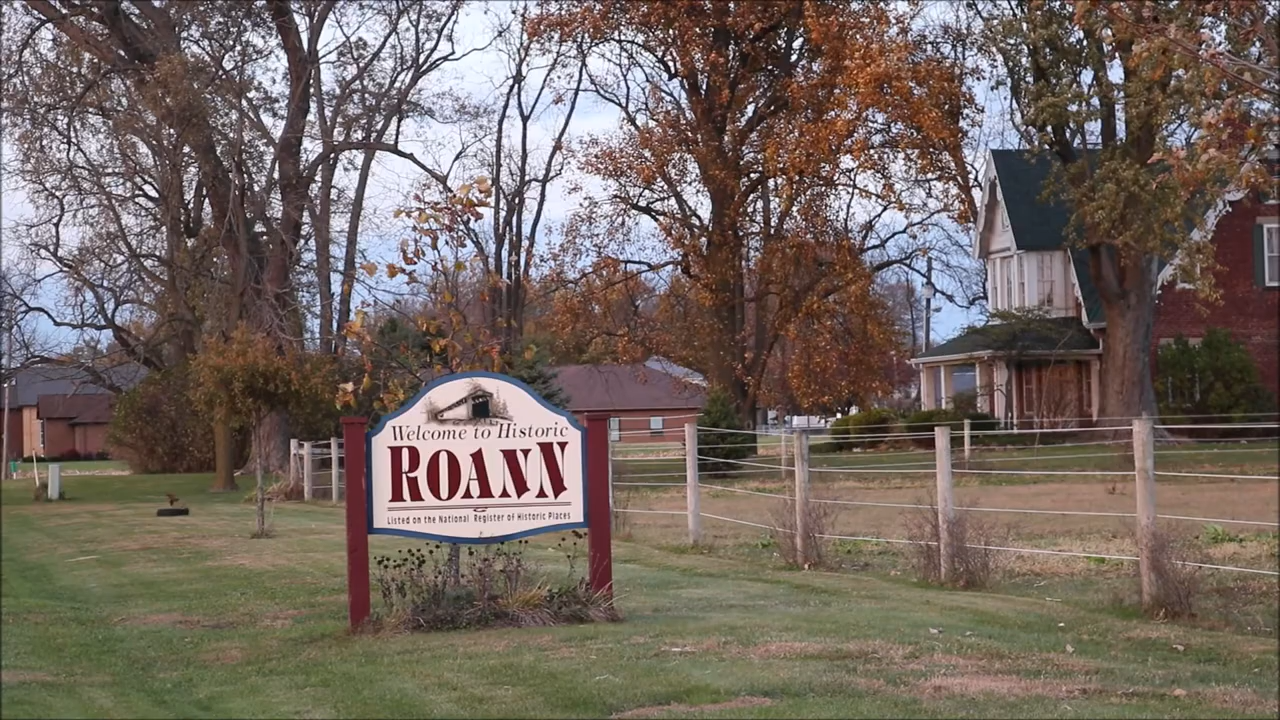 Welcome to Historic
ROANN
Listed on the National Register of Historic Places